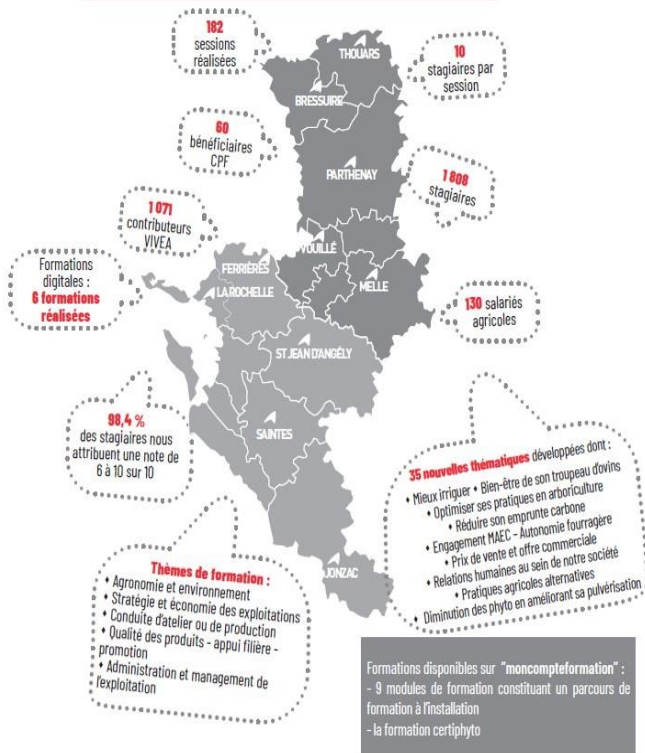 182
sessions
réalisées
THOUARS
10
stagiaires par
session
BRESSUIRE
60
bénéficiaires
CPF
PARTHENAY
1 808
stagiaires
1 071
contributeurs
VIVEA
VOUILLÉ
FERRIÈRES
MELLE
Formations
digitales :
6 formations
réalisées
LA ROCHELLE
130 salariés
agricoles
ST JEAN D'ANGÉLY
98,4 %
des stagiaires nous
attribuent une note de
6 à 10 sur 10
SAINTES
35 nouvelles thématiques développées dont :
♦ Mieux irriguer ♦ Bien-être de son troupeau d'ovins
♦ Optimiser ses pratiques en arboriculture
♦ Réduire son emprunte carbone
♦ Engagement MAEC - Autonomie fourragère
♦ Prix de vente et offre commerciale
♦ Relations humaines au sein de notre société
♦ Pratiques agricoles alternatives
♦ Diminution des phyto en améliorant sa pulvérisation
Thèmes de formation :
♦ Agronomie et environnement
♦ Stratégie et économie des exploitations
♦ Conduite d'atelier ou de production
♦ Qualité des produits - appui filière -
promotion
♦ Administration et management de
l'exploitation
JONZAC
Formations disponibles sur "moncompteformation" :
- 9 modules de formation constituant un parcours de
formation à l'installation
- la formation certiphyto